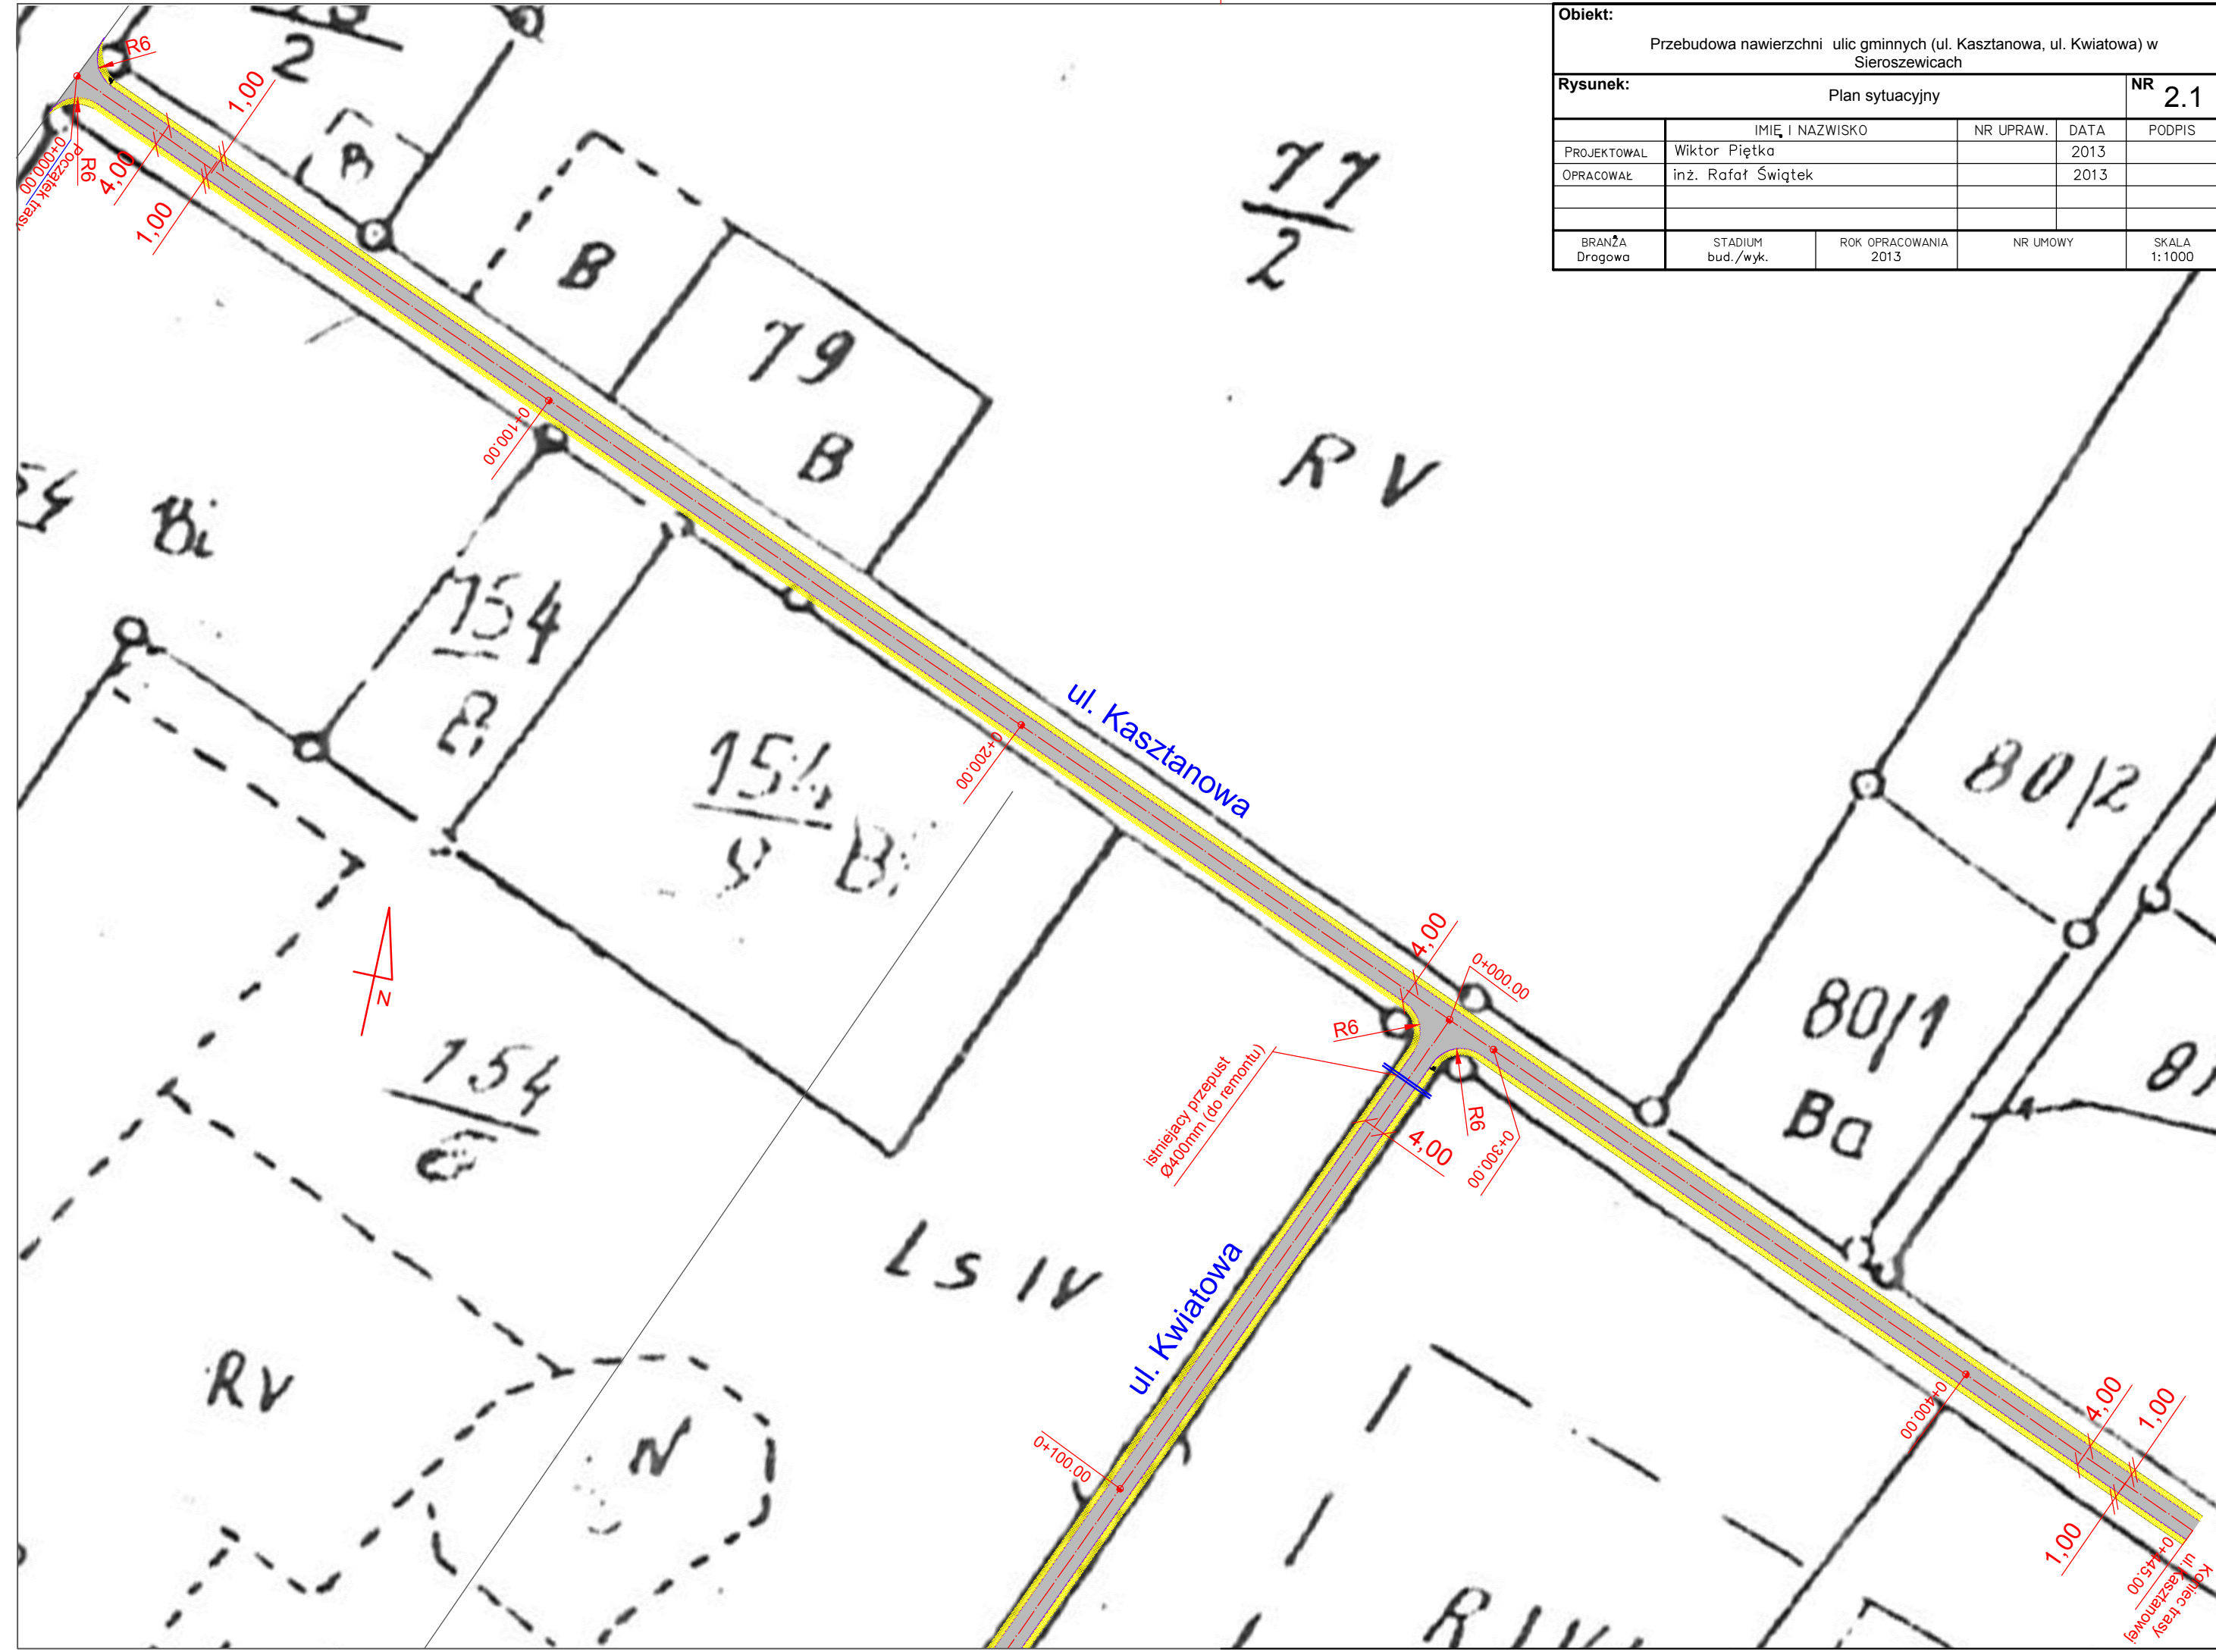 Obiekt:
Przebudowa nawierzchni ulic gminnych (ul. Kasztanowa, ul. Kwiatowa) w
Sieroszewicach
Rysunek:
Plan sytuacyjny
NR 2.1
IMIĘ I NAZWISKO NR UPRAW. DATA PODPIS
PROJEKTOWAŁ Wiktor Piętka 2013
OPRACOWAŁ inż. Rafał Świątek 2013
BRANŻA STADIUM ROK OPRACOWANIA NR UMOWY SKALA
Drogowa bud./wyk. 2013 1:1000
2
R6
1,00
4,00
1,00
R6
0+000.00
Początek trasy
B
79
B
77
2
R V
0+100.00
54 Bi
154
8
154
9 Bi
0+200.00
ul. Kasztanowa
80/2
80/1
Ba
4,00
0+000.00
R6
istniejacy przepust
Ø400mm (do remontu)
R6
4,00
0+300.00
N
154
6
Ls IV
ul. Kwiatowa
RV
N
0+100.00
0+400.00
4,00
1,00
1,00
0+445.00
Koniec trasy
ul. Kasztanowej